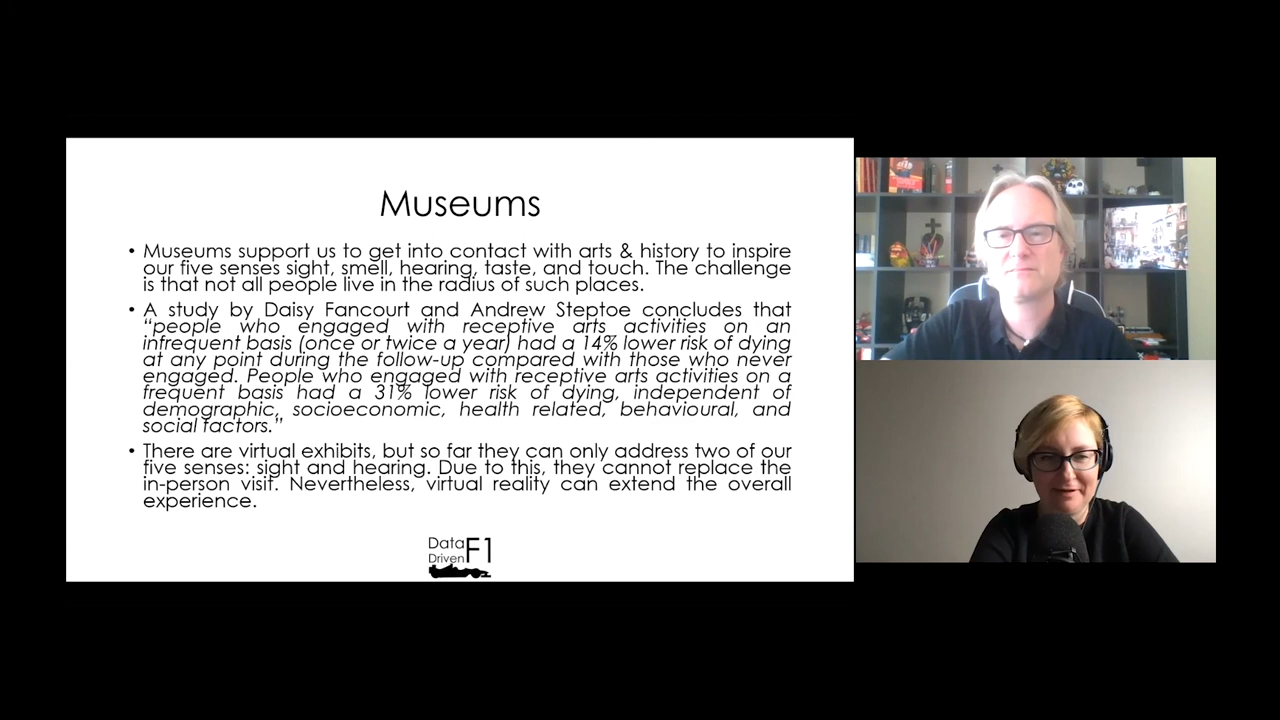 Museums
• Museums support us to get into contact with arts & history to inspire
our five senses sight, smell, hearing, taste, and touch. The challenge
is that not all people live in the radius of such places.
• A study by Daisy Fancourt and Andrew Steptoe concludes that
“people who engaged with receptive arts activities on an
infrequent basis (once or twice a year) had a 14% lower risk of dying
at any point during the follow-up compared with those who never
engaged. People who engaged with receptive arts activities on a
frequent basis had a 31% lower risk of dying, independent of
demographic, socioeconomic, health related, behavioural, and
social factors.”
• There are virtual exhibits, but so far they can only address two of our
five senses: sight and hearing. Due to this, they cannot replace the
in-person visit. Nevertheless, virtual reality can extend the overall
experience.
Data
Driven F1